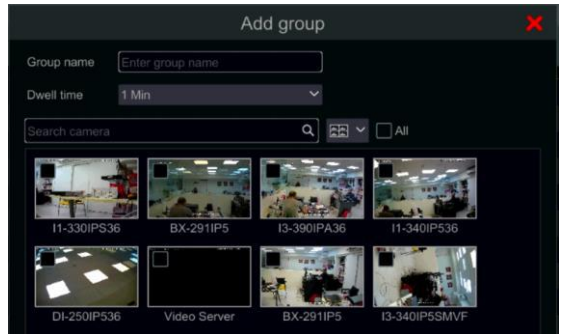 Add group
Group name Enter group name
Dwell time 1 Min
Search camera All
I1-330IPS36 BX-291IP5 I3-390IPA36 I1-340IP536
DI-250IP536 Video Server BX-291IP5 I3-340IP5SMVF